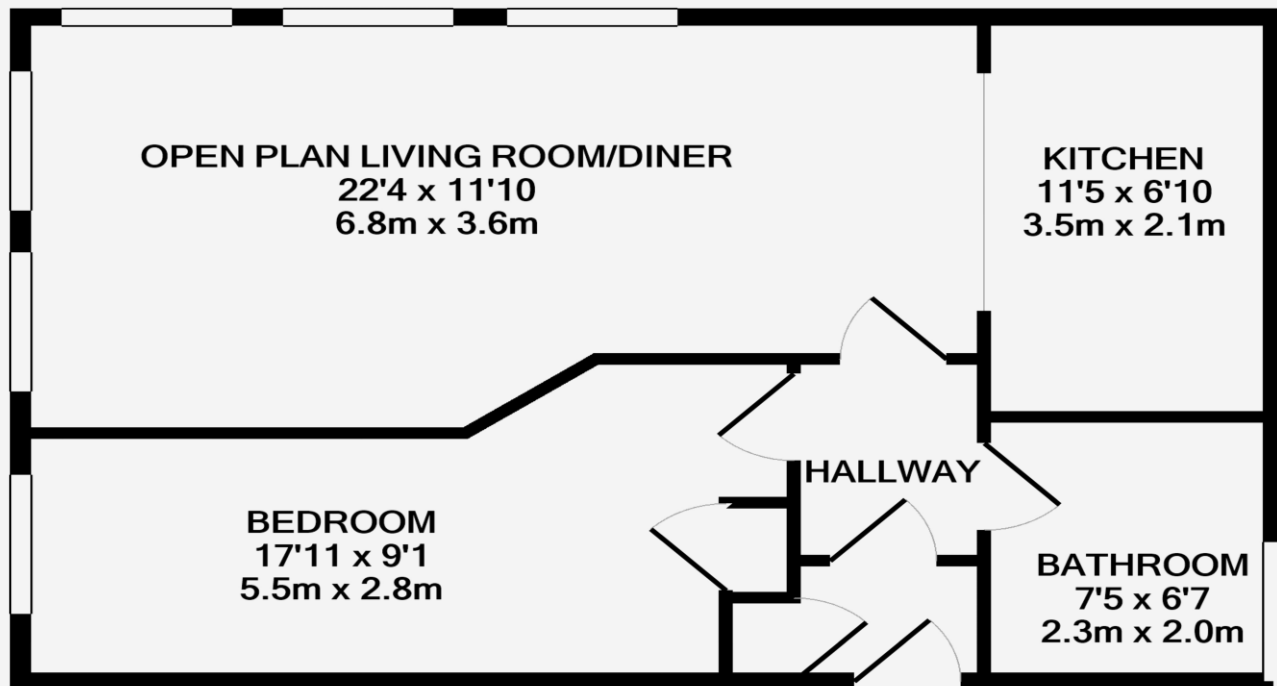 OPEN PLAN LIVING ROOM/DINER
22'4 x 11'10
6.8m x 3.6m
KITCHEN
11'5 x 6'10
3.5m x 2.1m
HALLWAY
BEDROOM
17'11 x 9'1
5.5m x 2.8m
BATHROOM
7'5 x 6'7
2.3m x 2.0m